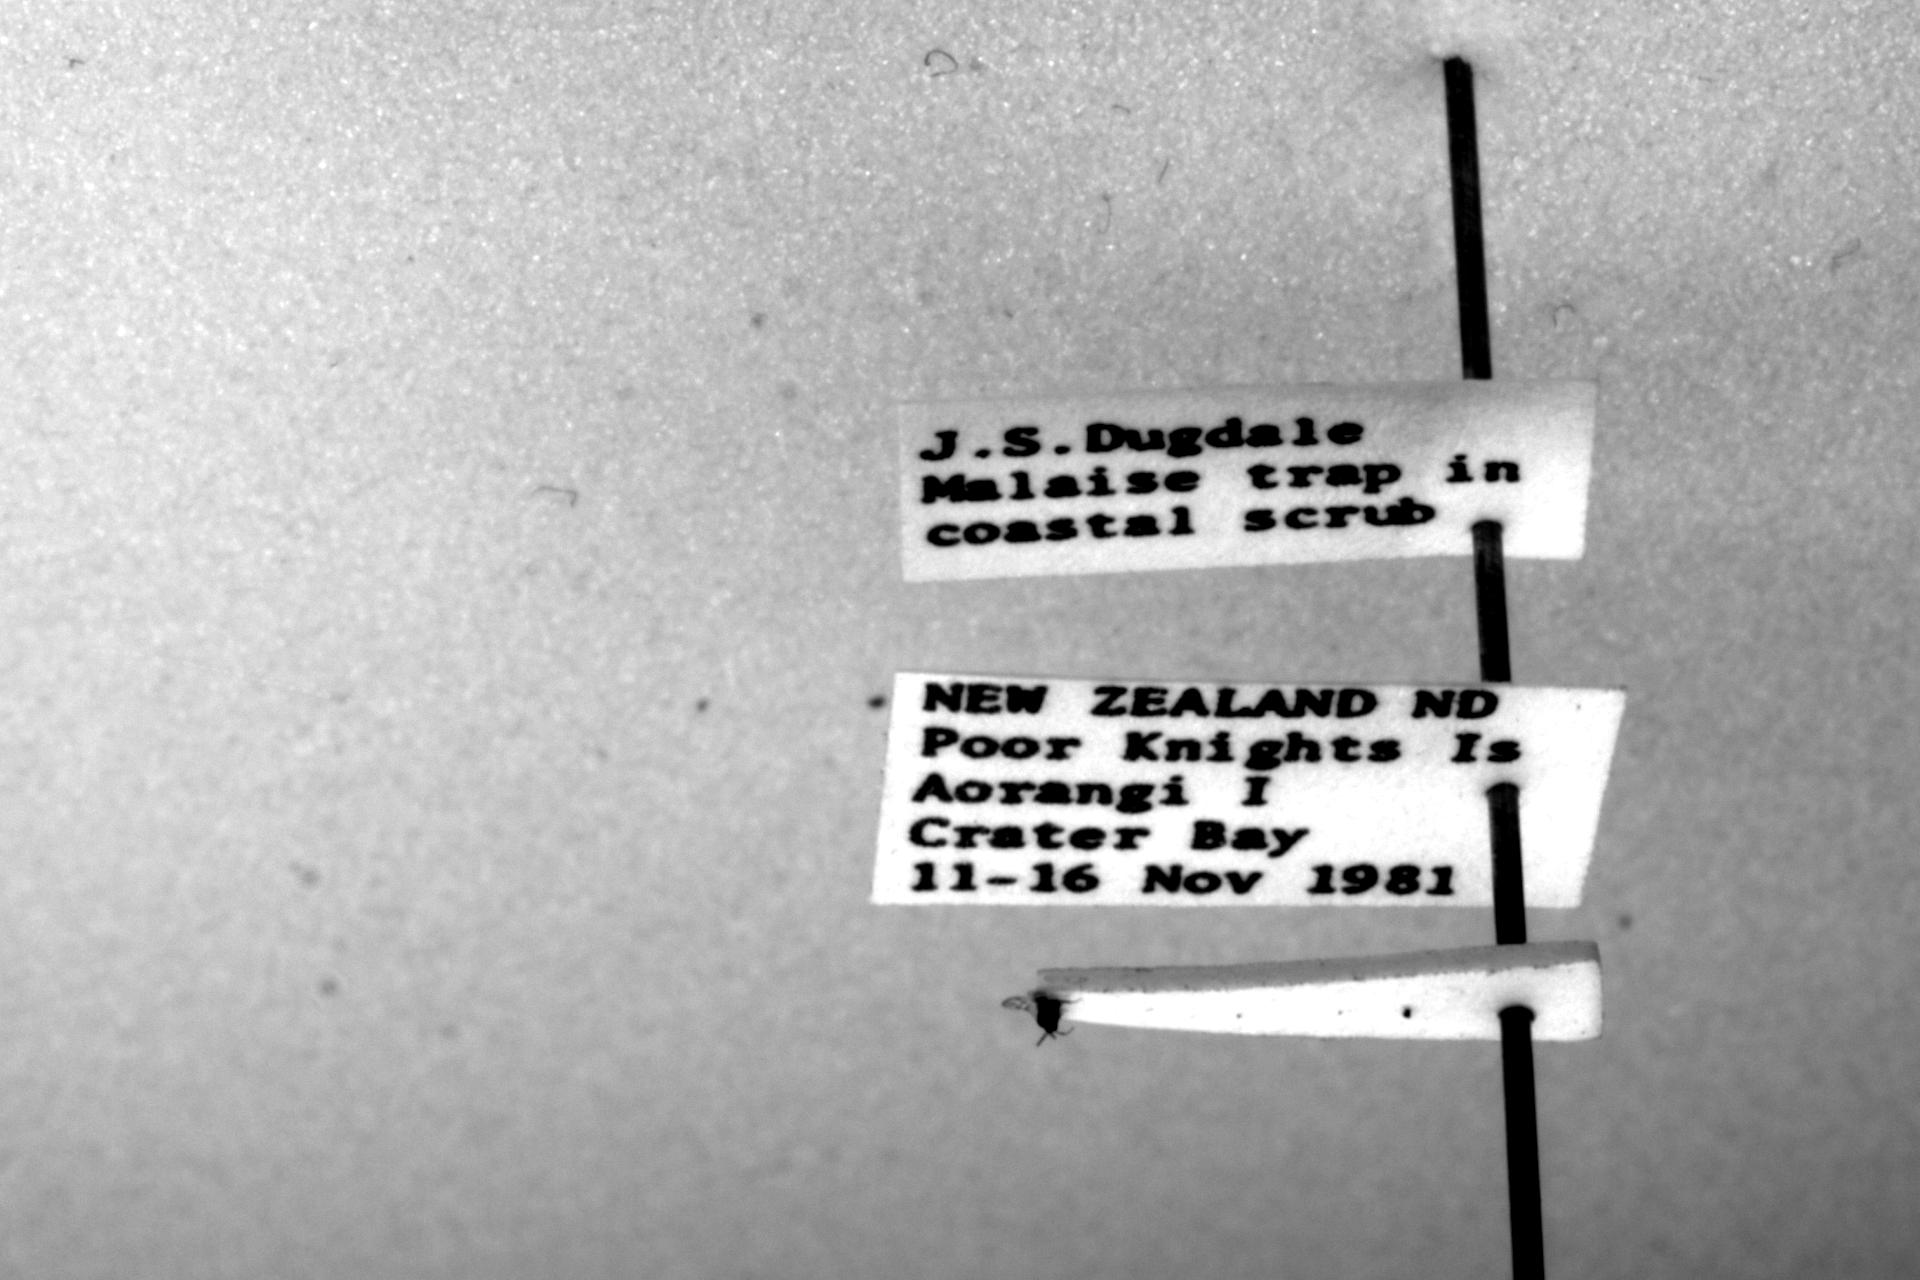 J.S.Dugdale
Malaise trap in
coastal scrub
NEW ZEALAND ND
Poor Knights Is
Aorangi I
Crater Bay
11-16 Nov 1981